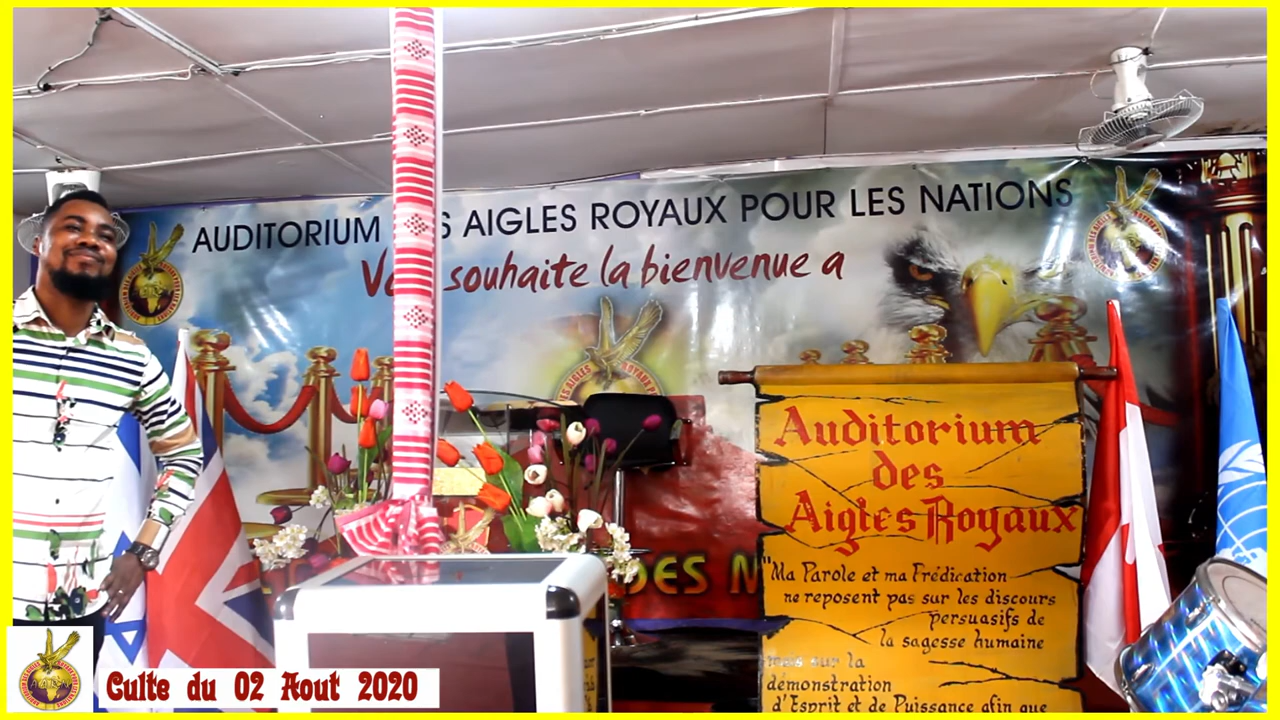 AUDITORIUM S AIGLES ROYAUX POUR LES NATIONS
souhaite la bienvenue a
Auditorium
des
Aigles Royaux
"Ma Parole et ma Prédication
ne reposent pas sur les discours
persuasifs de
la sagesse humaine
mais sur la
démonstration
d'Esprit et de Puissance afin que
DES M
Culte du 02 Aout 2020